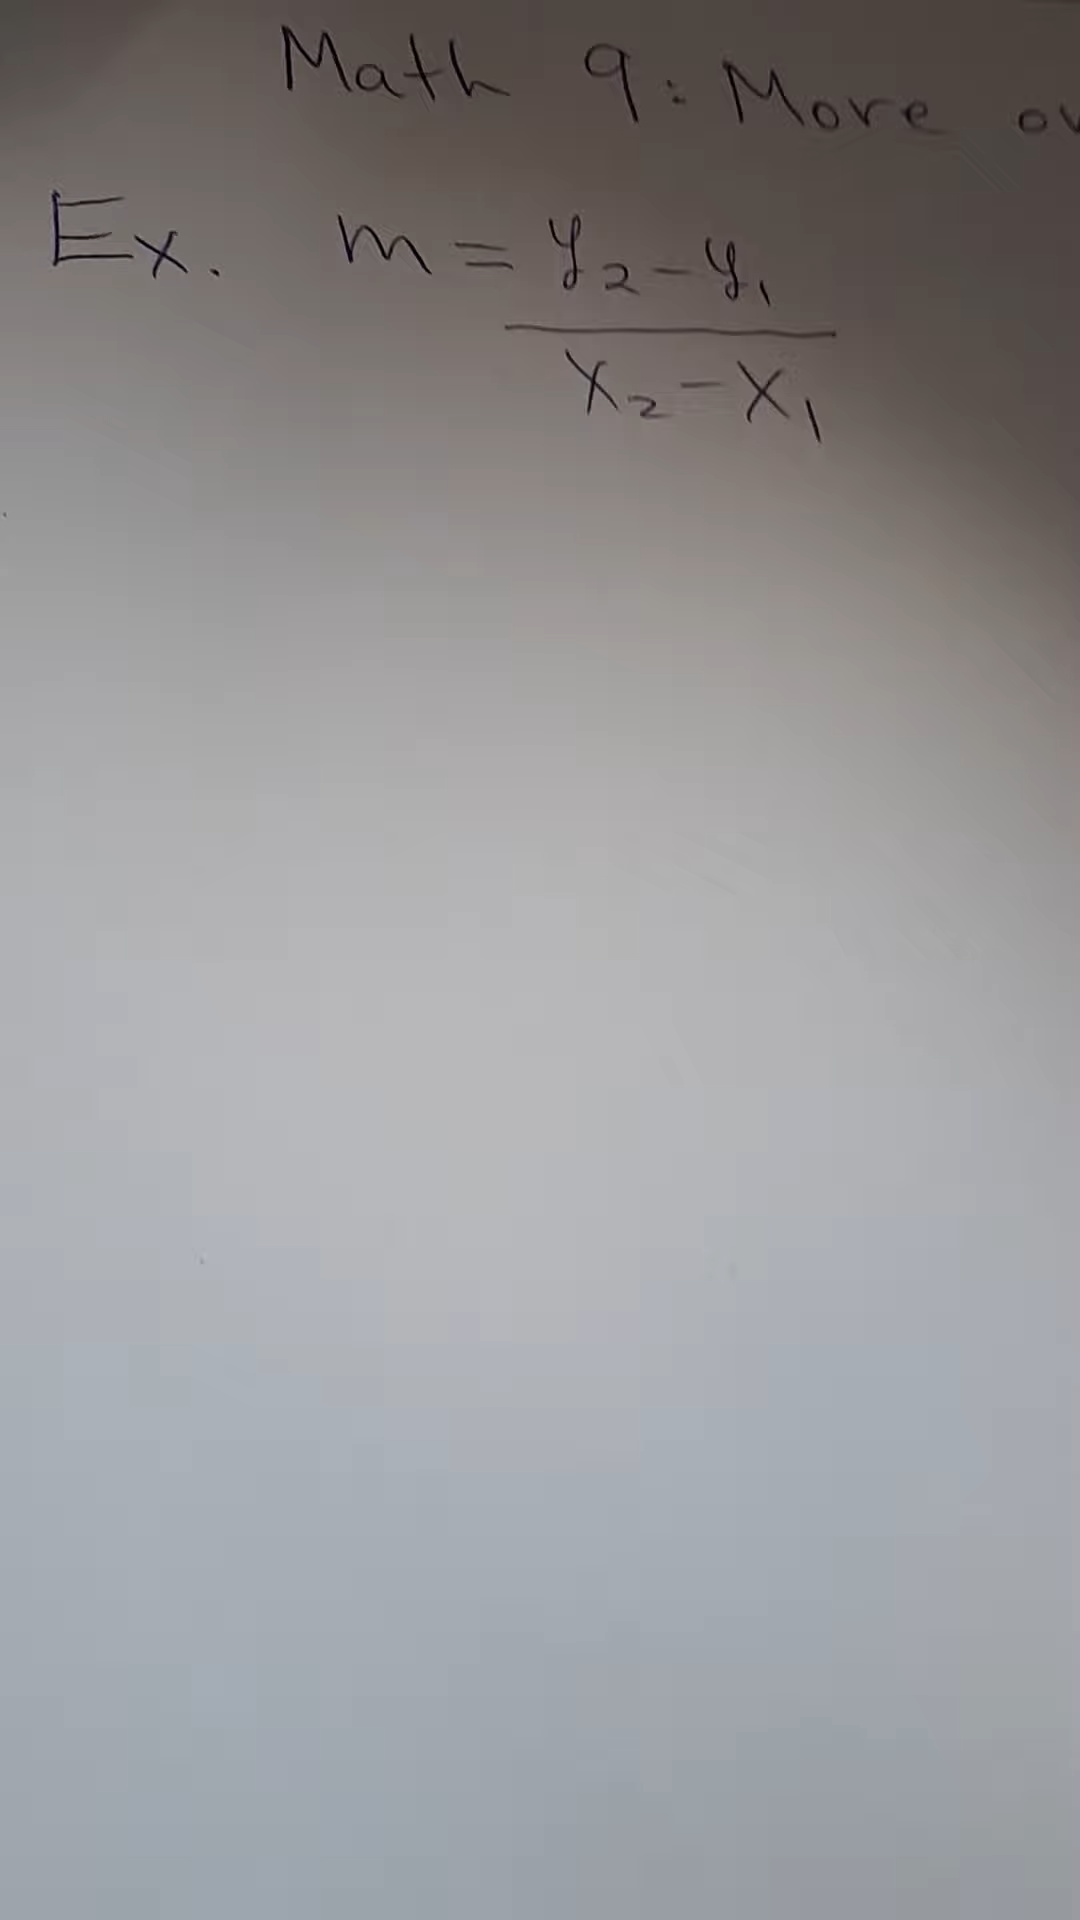 Math 9: More
Ex. m = y₂ - y₁
x₂ - x₁